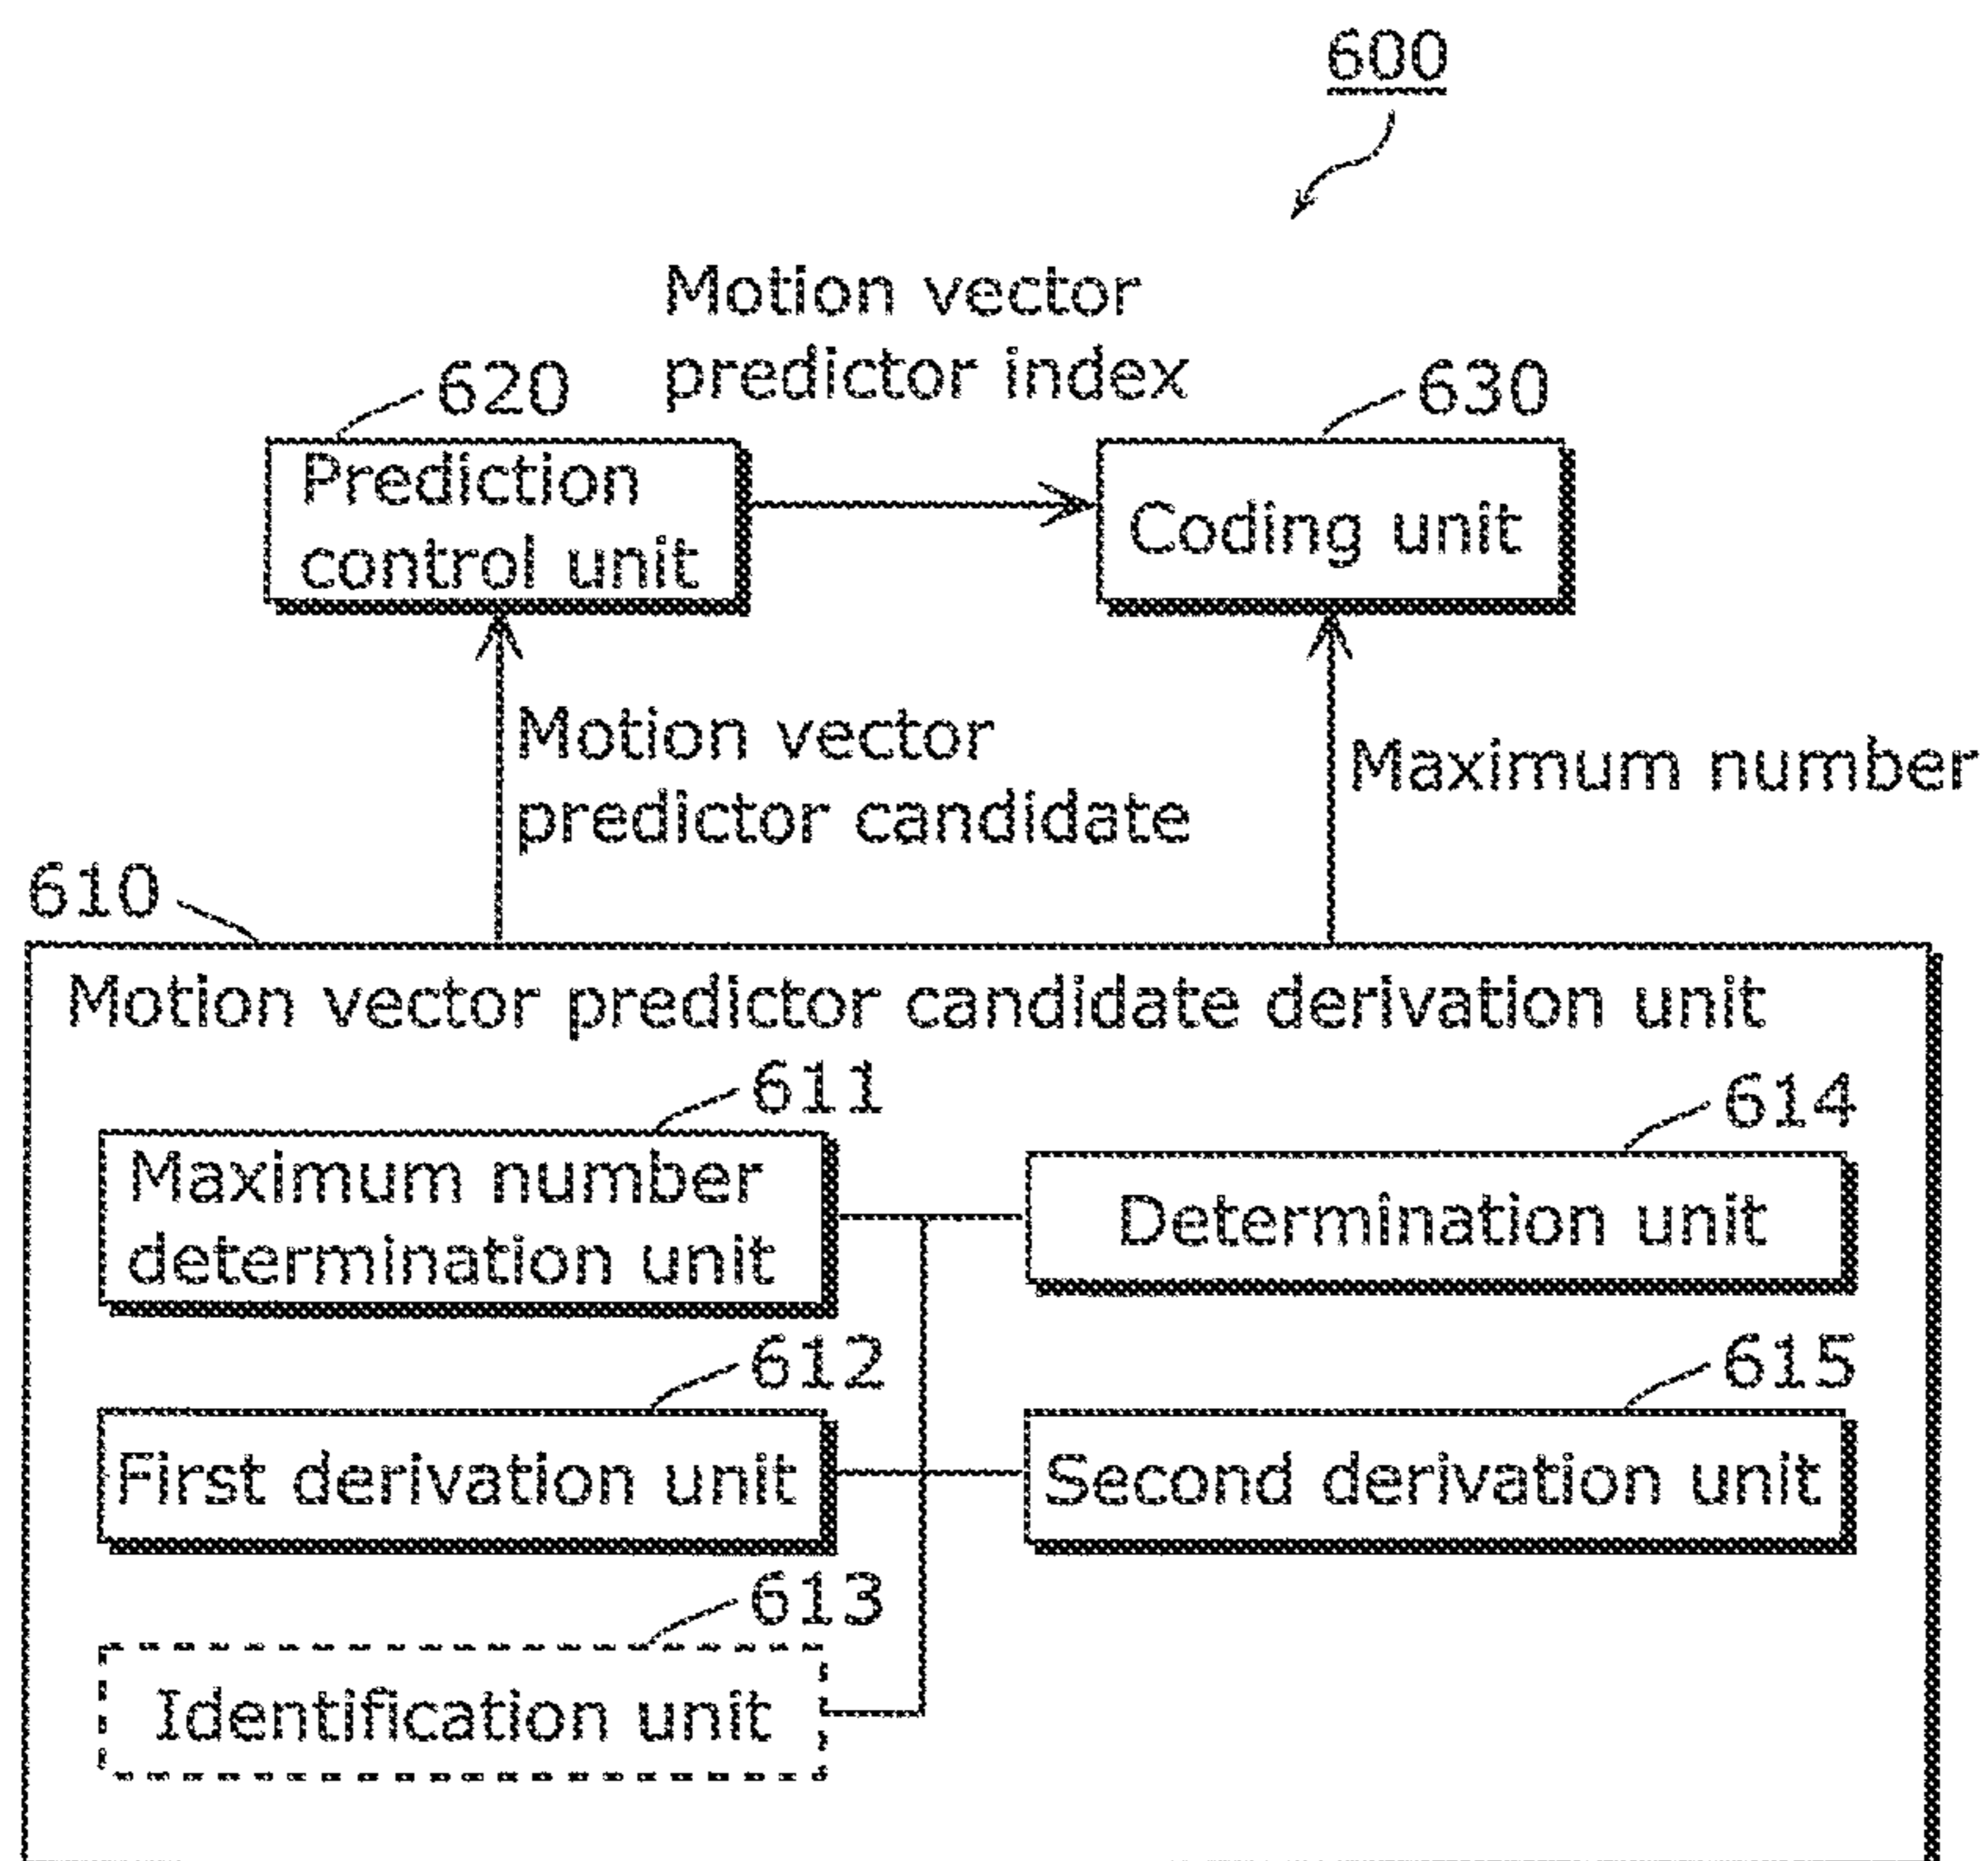 600
Motion vector
predictor index
620
630
Prediction
control unit
Coding unit
Motion vector
predictor candidate
Maximum number
610
Motion vector predictor candidate derivation unit
611
614
Maximum number
determination unit
Determination unit
612
615
First derivation unit
Second derivation unit
613
Identification unit